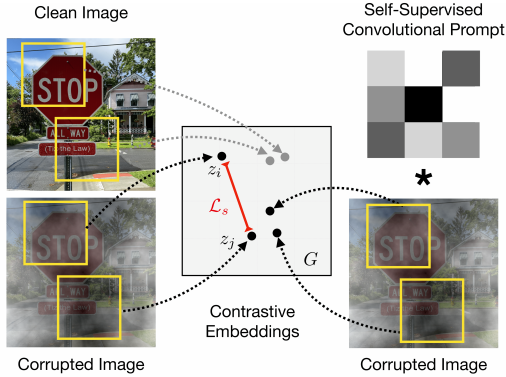 Clean Image
Self-Supervised
Convolutional Prompt
STOP
ALL WAY
(Tis the Law)
*
z_i
ℒ_s
z_j
G
STOP
STOP
Contrastive
Embeddings
Corrupted Image
Corrupted Image